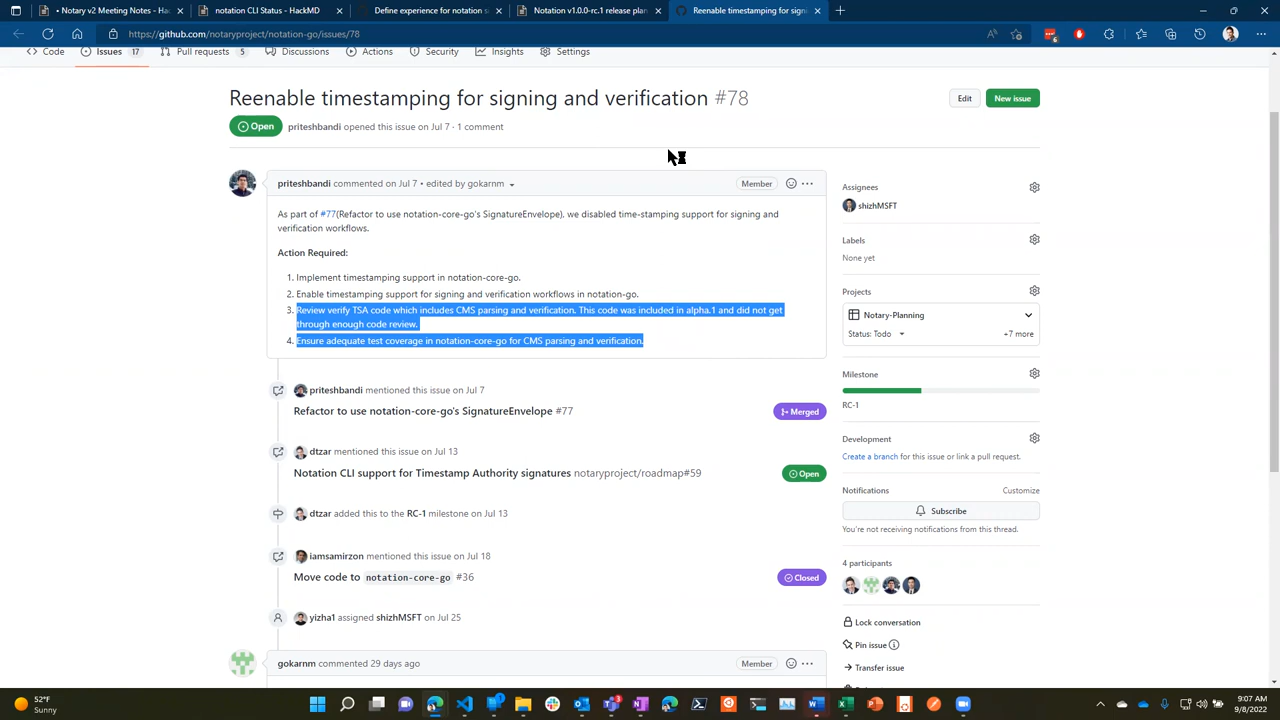 Notary v2 Meeting Notes - H
notation CLI Status - HackMD
Define experience for notation s
Notation v1.0.0-rc.1 release plan
Reenable timestamping for signi
https://github.com/notaryproject/notation-go/issues/78
Code
Issues 17
Pull requests 5
Discussions
Actions
Security
Insights
Settings
Reenable timestamping for signing and verification #78
Edit
New issue
Open
priteshbandi opened this issue on Jul 7 · 1 comment
priteshbandi commented on Jul 7 • edited by gokarnm
Member
As part of #77(Refactor to use notation-core-go's SignatureEnvelop), we disabled time-stamping support for signing and
verification workflows.
Action Required:
1. Implement timestamping support in notation-core-go.
2. Enable timestamping support for signing and verification workflows in notation-go.
3. Review verify TSA code which includes CMS parsing and verification. This code was included in alpha.1 and did not get
through enough code review.
4. Ensure adequate test coverage in notation-core-go for CMS parsing and verification.
priteshbandi mentioned this issue on Jul 7
Refactor to use notation-core-go's SignatureEnvelop #77
Merged
dtzar mentioned this issue on Jul 13
Notation CLI support for Timestamp Authority signatures notaryproject/roadmap#59
Open
dtzar added this to the RC-1 milestone on Jul 13
iamsamirzon mentioned this issue on Jul 18
Move code to notation-core-go #36
Closed
yizha1 assigned shizhMSFT on Jul 25
gokarnm commented 29 days ago
Member
Assignees
shizhMSFT
Labels
None yet
Projects
Notary-Planning
Status: Todo
+7 more
Milestone
RC-1
Development
Create a branch for this issue or link a pull request.
Notifications
Customize
Subscribe
You're not receiving notifications from this thread.
4 participants
Lock conversation
Pin issue
Transfer issue
52°F
Sunny
9:07 AM
9/8/2022